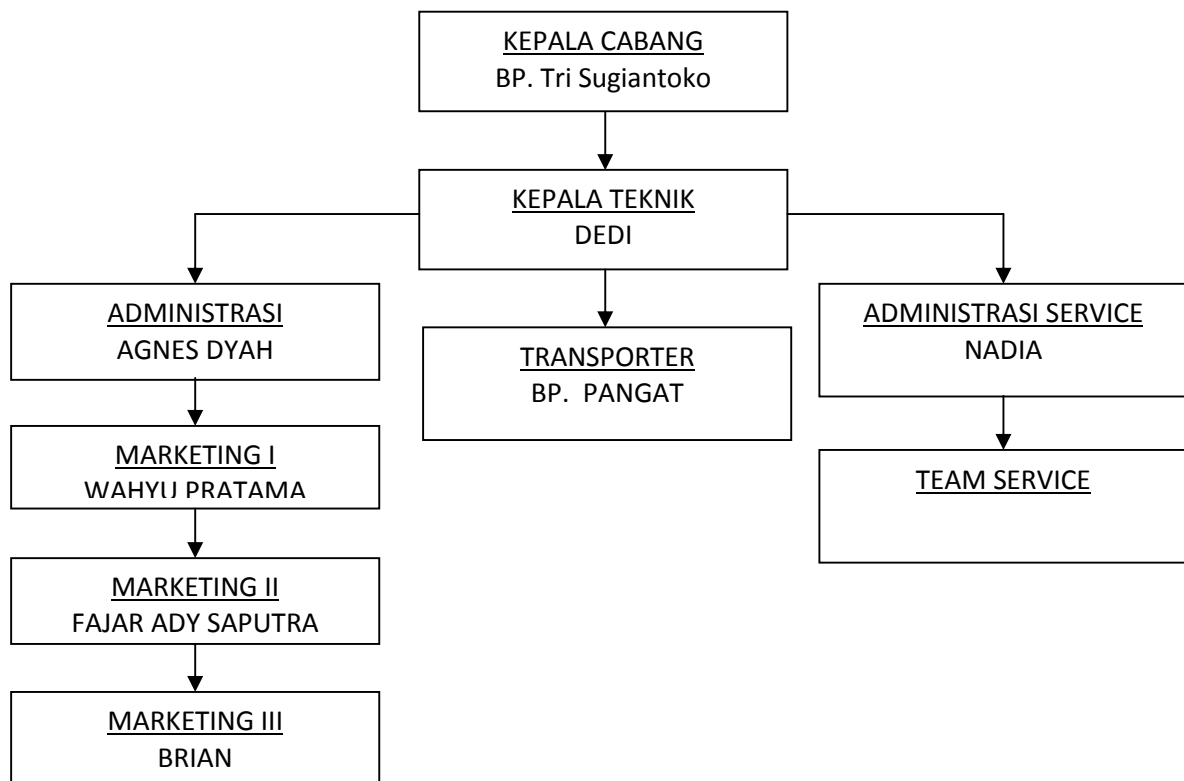 KEPALA CABANG
BP. Tri Sugiantoko
KEPALA TEKNIK
DEDI
ADMINISTRASI
AGNES DYAH
TRANSPORTER
BP. PANGAT
ADMINISTRASI SERVICE
NADIA
MARKETING I
WAHYU PRATAMA
TEAM SERVICE
MARKETING II
FAJAR ADY SAPUTRA
MARKETING III
BRIAN